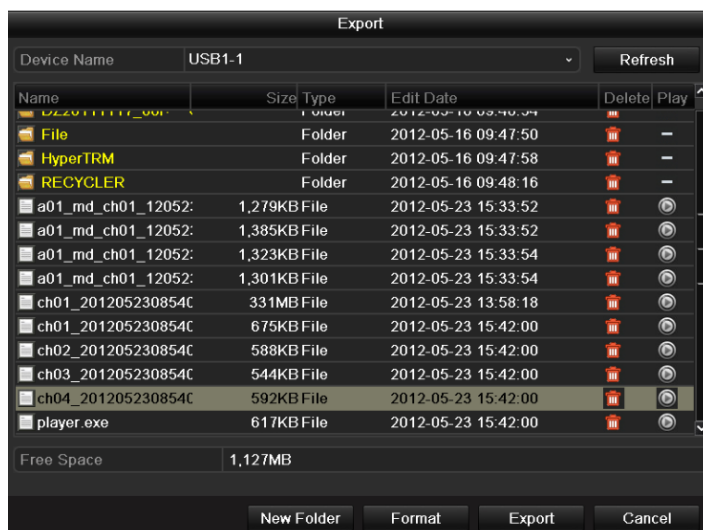 Export
Device Name USB1-1 Refresh
Name Size Type Edit Date Delete Play
File Folder 2012-05-16 09:47:50
HyperTRM Folder 2012-05-16 09:47:58
RECYCLER Folder 2012-05-16 09:48:16
a01_md_ch01_12052: 1,279KB File 2012-05-23 15:33:52
a01_md_ch01_12052: 1,385KB File 2012-05-23 15:33:52
a01_md_ch01_12052: 1,323KB File 2012-05-23 15:33:54
a01_md_ch01_12052: 1,301KB File 2012-05-23 15:33:54
ch01_2012052308540 331MB File 2012-05-23 13:58:18
ch01_2012052308540 675KB File 2012-05-23 15:42:00
ch02_2012052308540 588KB File 2012-05-23 15:42:00
ch03_2012052308540 544KB File 2012-05-23 15:42:00
ch04_2012052308540 592KB File 2012-05-23 15:42:00
player.exe 617KB File 2012-05-23 15:42:00
Free Space 1,127MB
New Folder Format Export Cancel